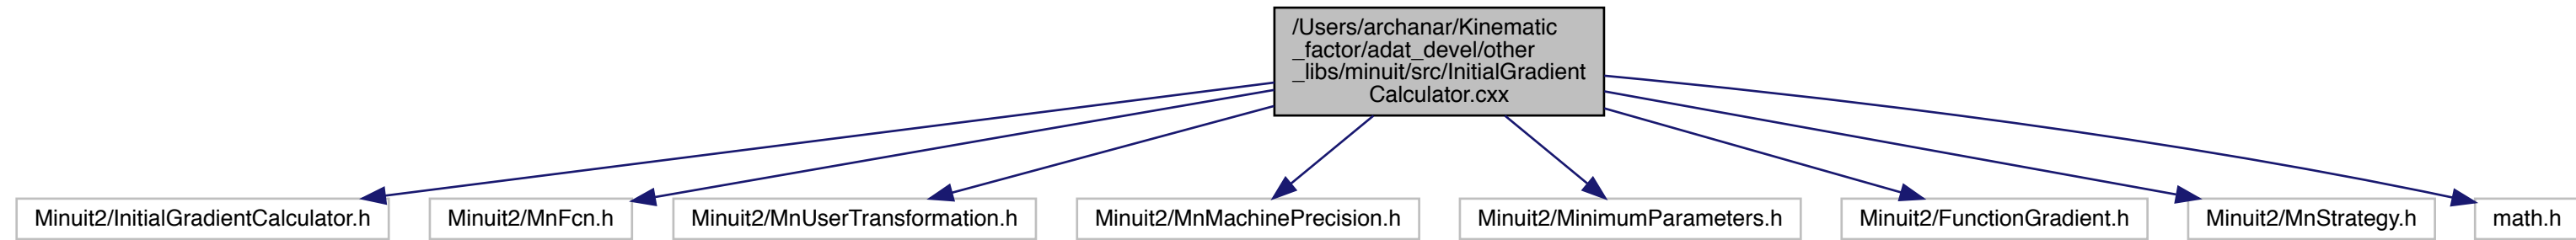 /Users/archanar/Kinematic
_factor/adat_devel/other
_libs/minuit/src/InitialGradient
Calculator.cxx
Minuit2/InitialGradientCalculator.h
Minuit2/MnFcn.h
Minuit2/MnUserTransformation.h
Minuit2/MnMachinePrecision.h
Minuit2/MinimumParameters.h
Minuit2/FunctionGradient.h
Minuit2/MnStrategy.h
math.h